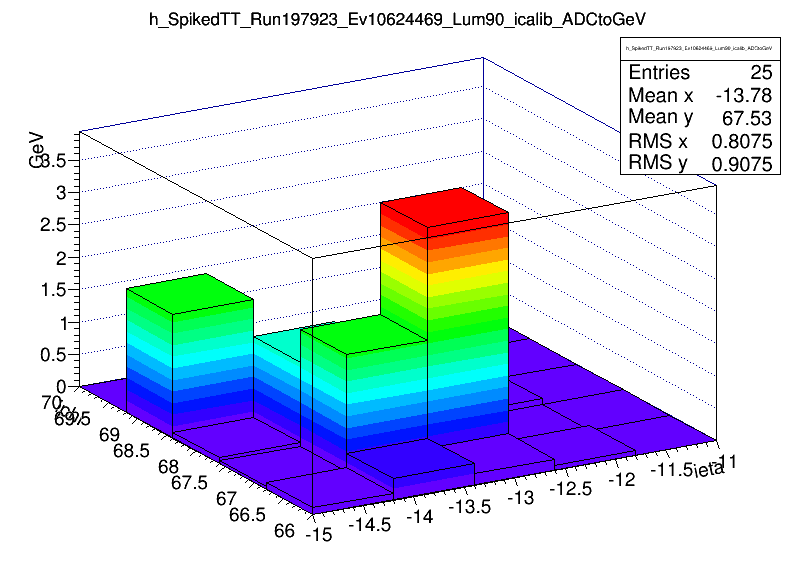 h_SpikedTT_Run197923_Ev10624469_Lum90_icalib_ADCtoGeV
h_SpikedTT_Run197923_Ev10624469_Lum90_icalib_ADCtoGeV
Entries 25
Mean x -13.78
Mean y 67.53
RMS x 0.8075
RMS y 0.9075
GeV
3.5
3
2.5
2
1.5
1
0.5
0
70
69.5
69
68.5
68
67.5
67
66.5
66
-15
-14.5
-14
-13.5
-13
-12.5
-12
-11.5
-11
ieta